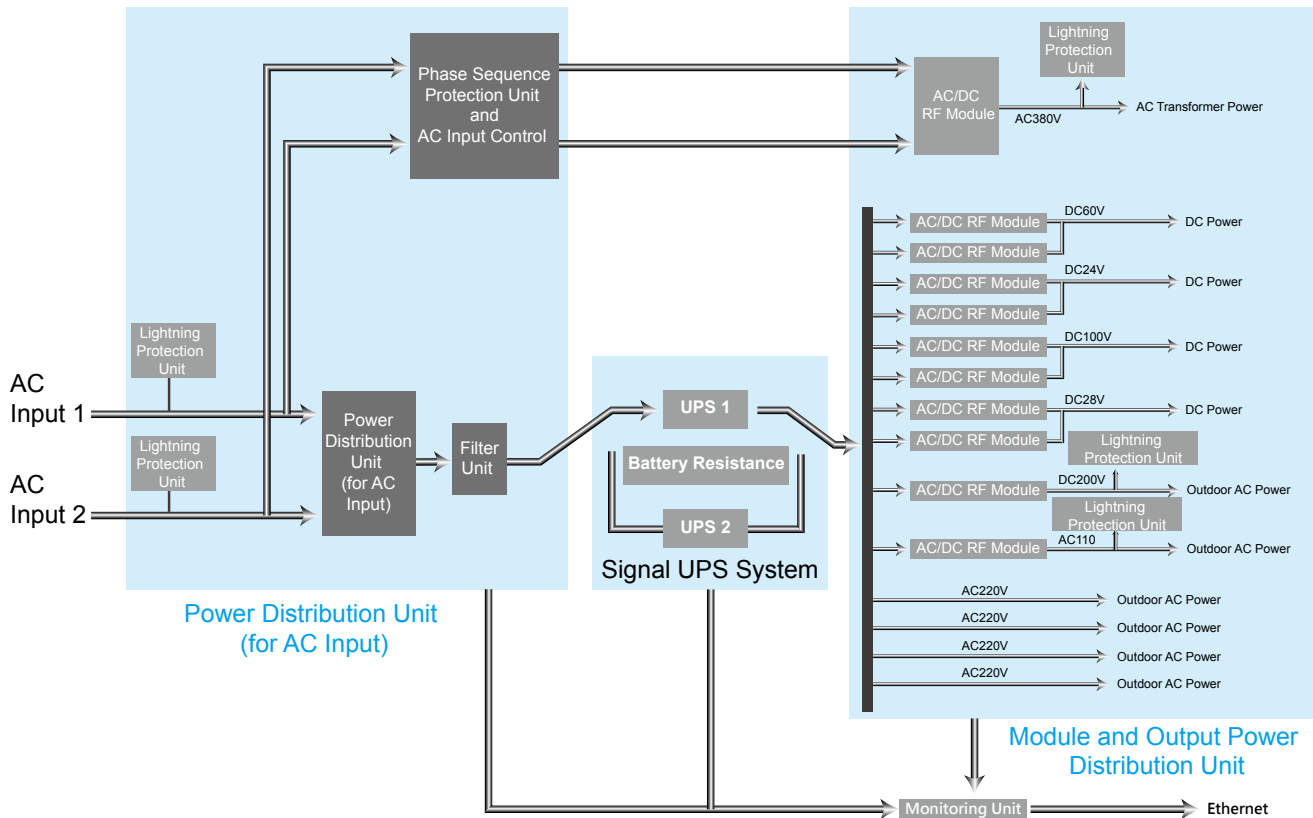 Phase Sequence
Protection Unit
and
AC Input Control
Lightning
Protection
Unit
AC/DC
RF Module
AC380V
AC Transformer Power
AC/DC RF Module
DC60V
DC Power
AC/DC RF Module
AC/DC RF Module
DC24V
DC Power
AC/DC RF Module
AC/DC RF Module
DC100V
DC Power
AC/DC RF Module
AC/DC RF Module
DC28V
DC Power
AC/DC RF Module
Lightning
Protection Unit
AC/DC RF Module
DC200V
Outdoor AC Power
Lightning
Protection Unit
AC/DC RF Module
AC110
Outdoor AC Power
AC220V
Outdoor AC Power
AC220V
Outdoor AC Power
AC220V
Outdoor AC Power
AC220V
Outdoor AC Power
Lightning
Protection
Unit
AC
Input 1
Lightning
Protection
Unit
AC
Input 2
Power
Distribution
Unit
(for AC
Input)
Filter
Unit
UPS 1
Battery Resistance
UPS 2
Signal UPS System
Power Distribution Unit
(for AC Input)
Module and Output Power
Distribution Unit
Monitoring Unit
Ethernet